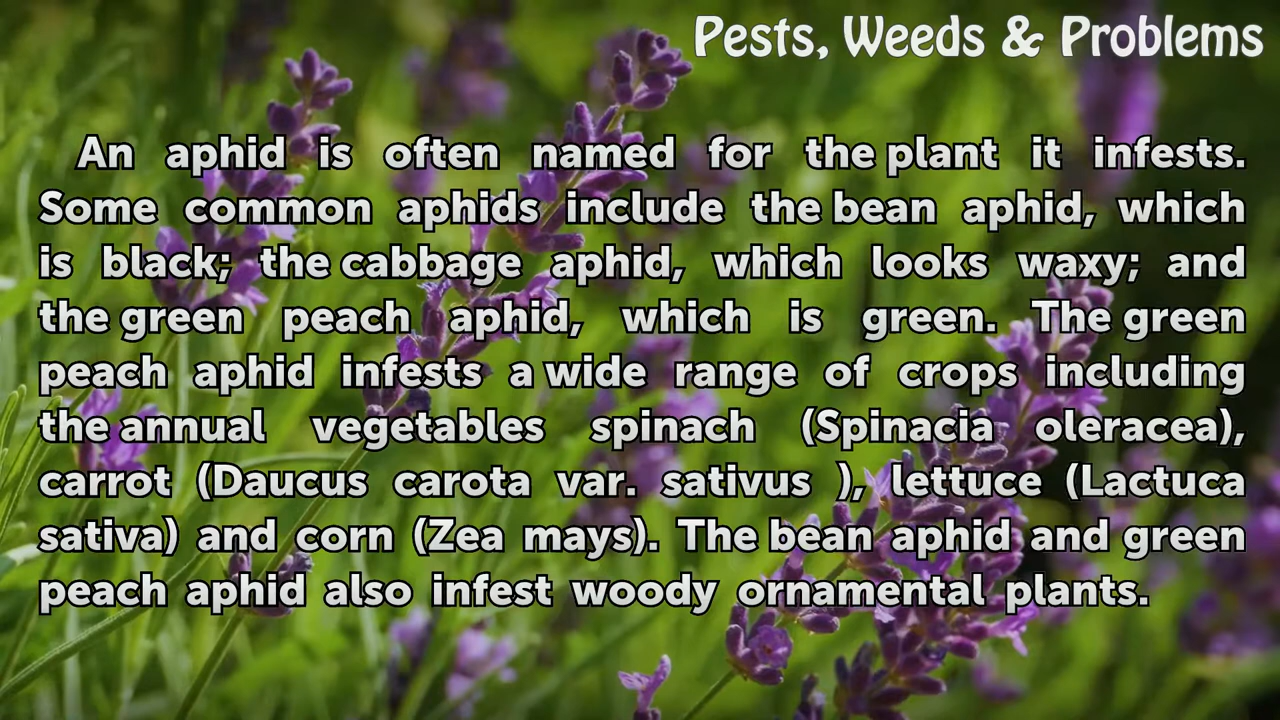 Pests, Weeds & Problems
An aphid is often named for the plant it infests.
Some common aphids include the bean aphid, which
is black; the cabbage aphid, which looks waxy; and
the green peach aphid, which is green. The green
peach aphid infests a wide range of crops including
the annual vegetables spinach (Spinacia oleracea),
carrot (Daucus carota var. sativus ), lettuce (Lactuca
sativa) and corn (Zea mays). The bean aphid and green
peach aphid also infest woody ornamental plants.